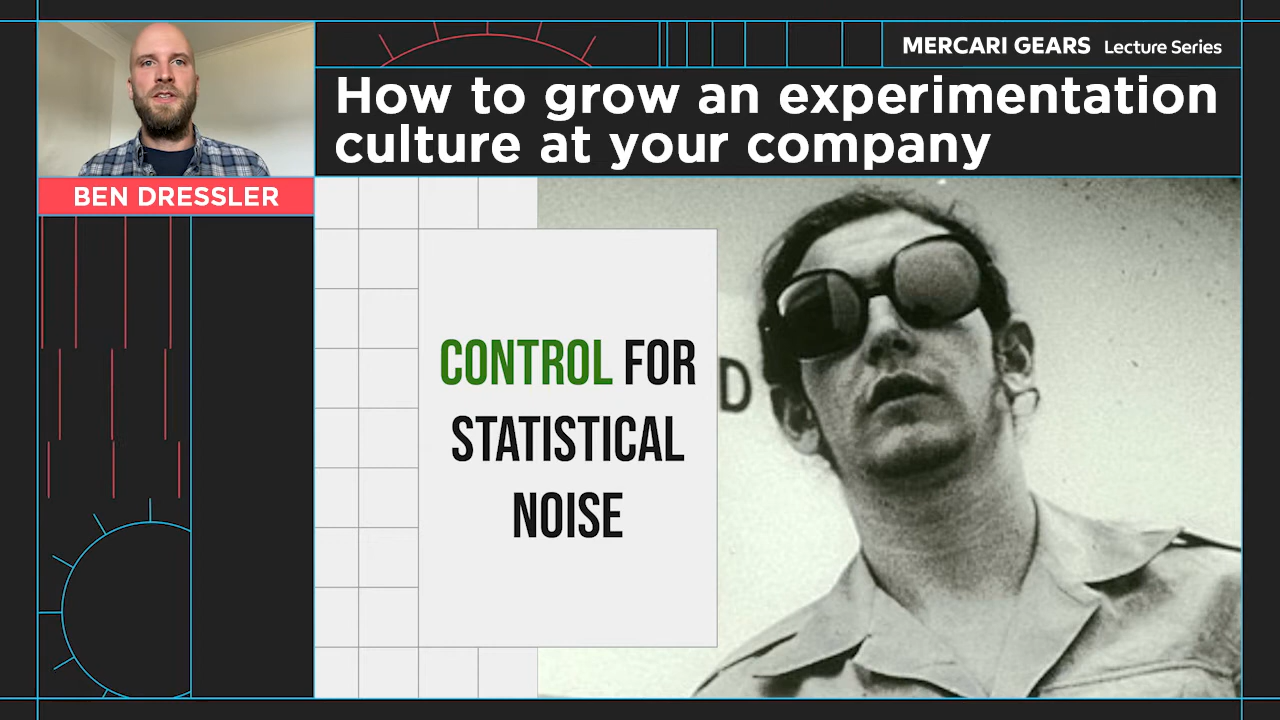 MERCARI GEARS Lecture Series
How to grow an experimentation
culture at your company
BEN DRESSLER
CONTROL FOR
STATISTICAL
NOISE
D